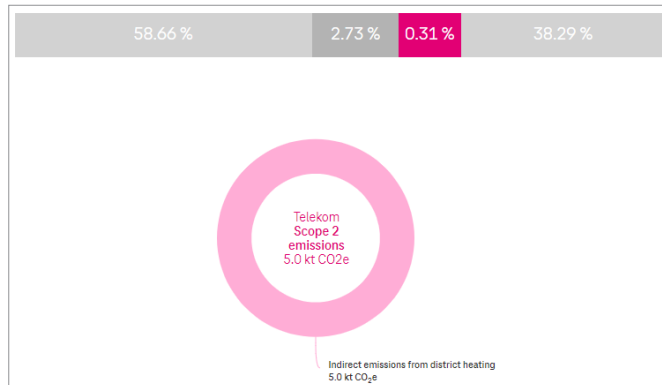 58.66 %
2.73 %
0.31 %
38.29 %
Telekom
Scope 2
emissions
5.0 kt CO2e
Indirect emissions from district heating
5.0 kt CO₂e